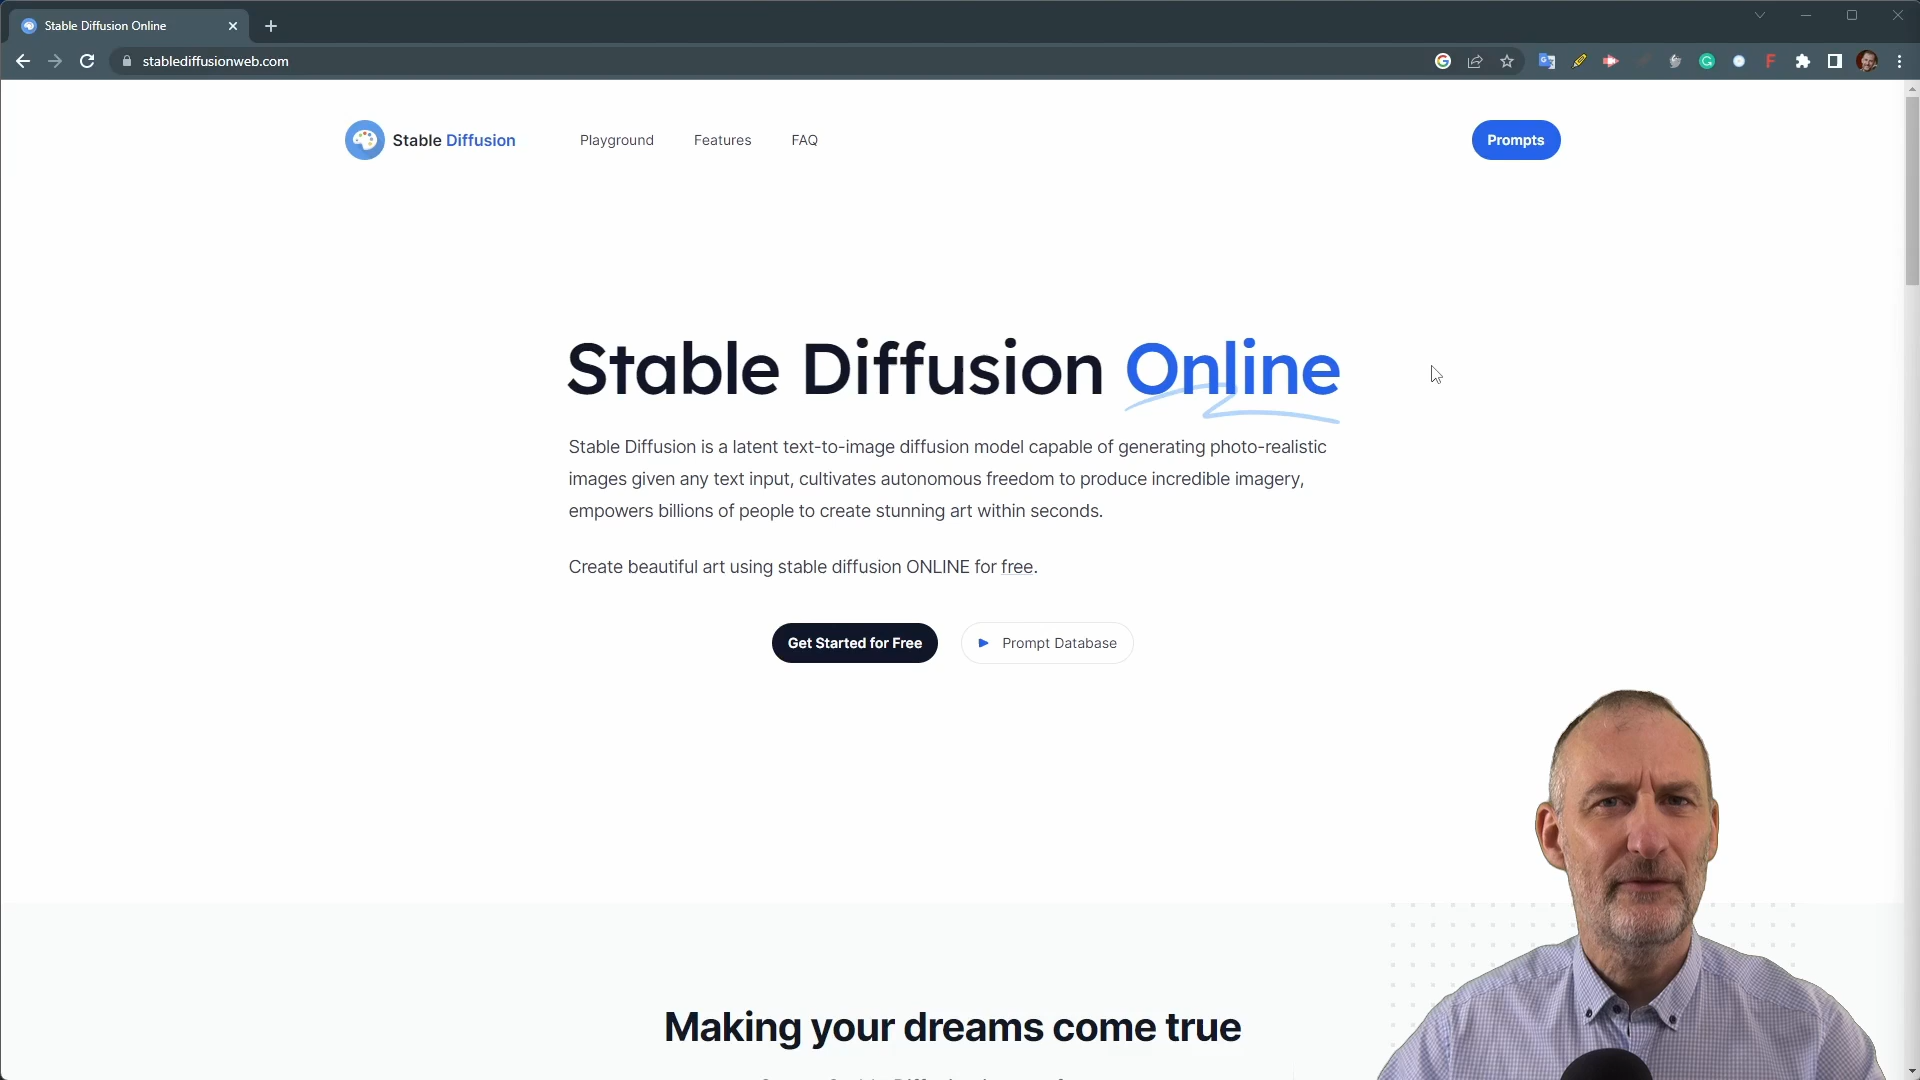 Stable Diffusion Online
stablediffusionweb.com
Stable Diffusion
Playground
Features
FAQ
Prompts
Stable Diffusion Online
Stable Diffusion is a latent text-to-image diffusion model capable of generating photo-realistic
images given any text input, cultivates autonomous freedom to produce incredible imagery,
empowers billions of people to create stunning art within seconds.
Create beautiful art using stable diffusion ONLINE for free.
Get Started for Free
Prompt Database
Making your dreams come true